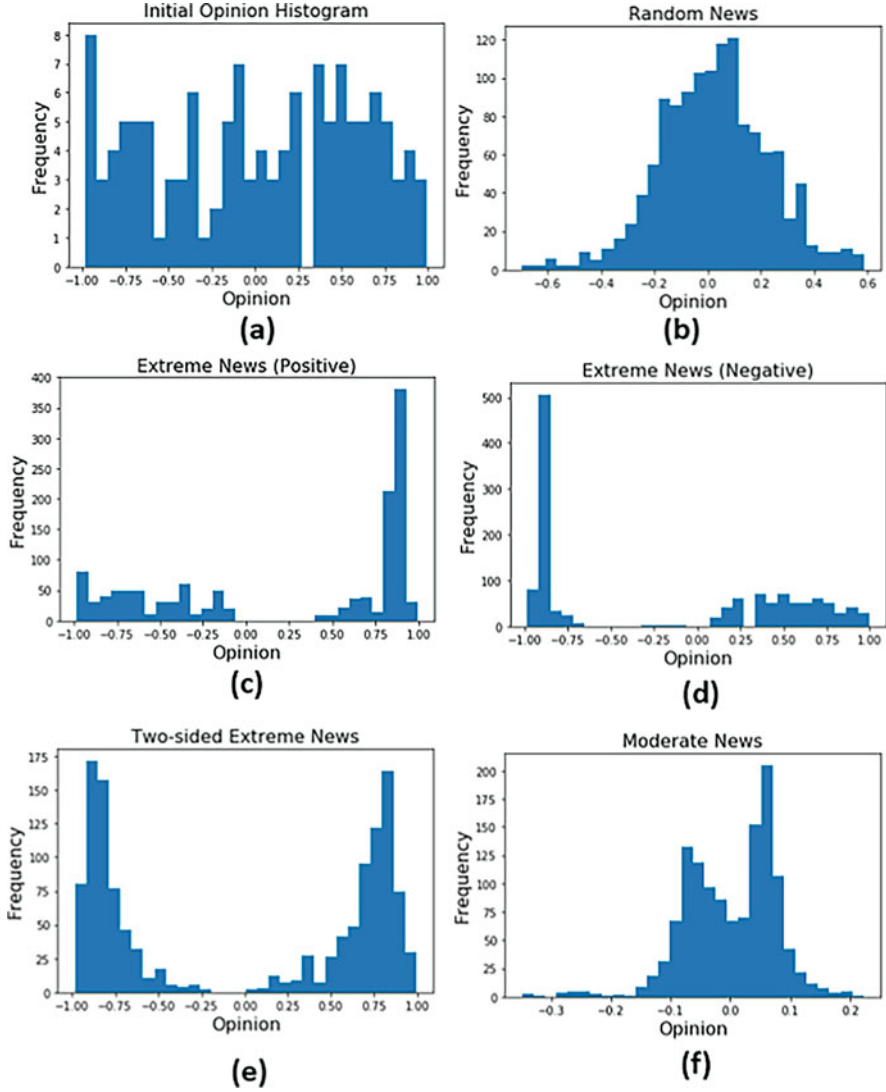 Initial Opinion Histogram
Frequency
8
7
6
5
4
3
2
1
0
−1.00 −0.75 −0.50 −0.25 0.00 0.25 0.50 0.75 1.00
Opinion
(a)
Random News
Frequency
120
100
80
60
40
20
0
−0.6 −0.4 −0.2 0.0 0.2 0.4 0.6
Opinion
(b)
Extreme News (Positive)
Frequency
400
350
300
250
200
150
100
50
0
−1.00 −0.75 −0.50 −0.25 0.00 0.25 0.50 0.75 1.00
Opinion
(c)
Extreme News (Negative)
Frequency
500
400
300
200
100
0
−1.00 −0.75 −0.50 −0.25 0.00 0.25 0.50 0.75 1.00
Opinion
(d)
Two-sided Extreme News
Frequency
175
150
125
100
75
50
25
0
−1.00 −0.75 −0.50 −0.25 0.00 0.25 0.50 0.75 1.00
Opinion
(e)
Moderate News
Frequency
200
175
150
125
100
75
50
25
0
−0.3 −0.2 −0.1 0.0 0.1 0.2
Opinion
(f)